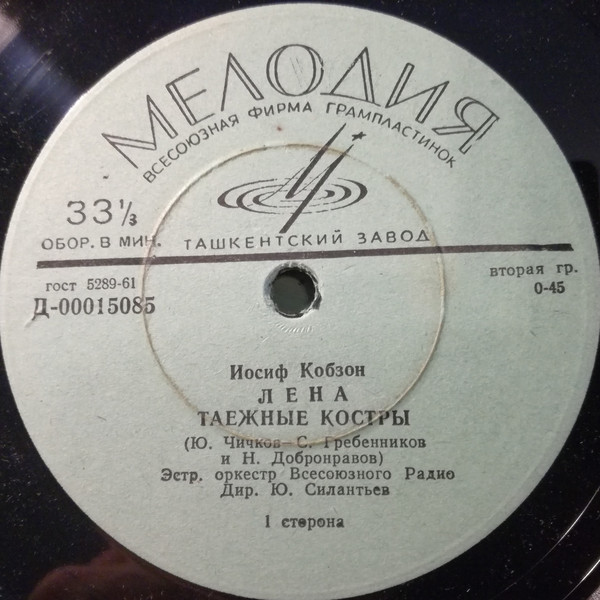 МЕЛОДИЯ
ВСЕСОЮЗНАЯ ФИРМА ГРАМПЛАСТИНОК
33⅓
ОБОР. В МИН. ТАШКЕНТСКИЙ ЗАВОД
гост 5289-61
вторая гр.
Д-00015085
0-45
Иосиф Кобзон
ЛЕНА
ТАЕЖНЫЕ КОСТРЫ
(Ю. Чичков—С. Гребенников
и Н. Добронравов)
Эстр. оркестр Всесоюзного Радио
Дир. Ю. Силантьев
1 сторона